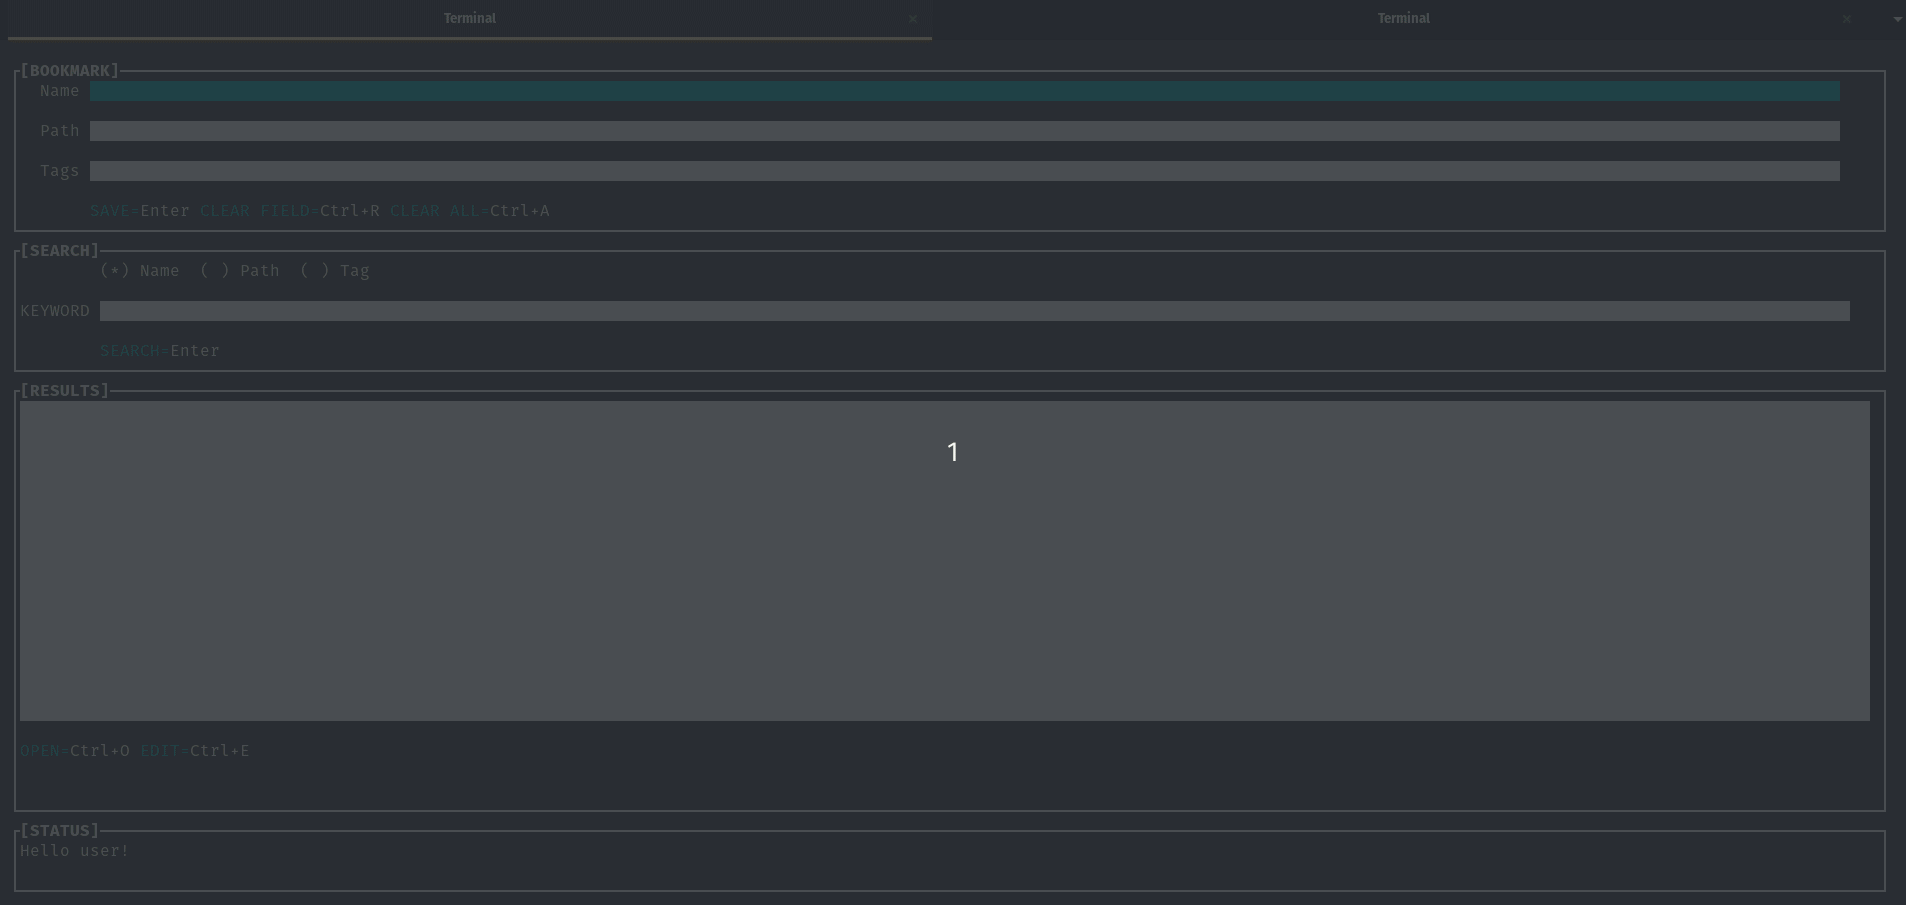 Terminal × Terminal ×
[BOOKMARK]
Name
Path
Tags
SAVE=Enter CLEAR FIELD=Ctrl+R CLEAR ALL=Ctrl+A
[SEARCH]
(*) Name ( ) Path ( ) Tag
KEYWORD
SEARCH=Enter
[RESULTS]
1
OPEN=Ctrl+O EDIT=Ctrl+E
[STATUS]
Hello user!